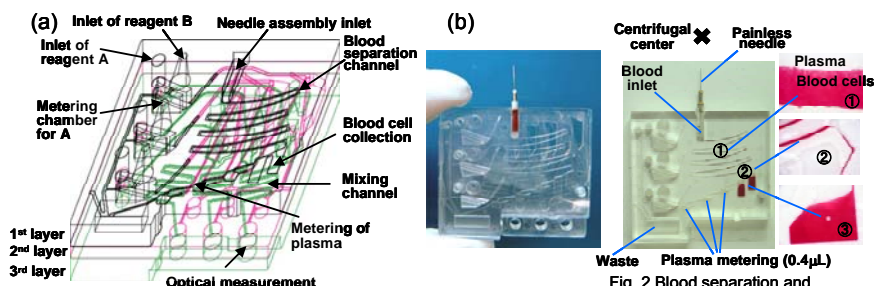 (a)
Inlet of reagent B
Needle assembly inlet
Inlet of
reagent A
Blood
separation
channel
Metering
chamber
for A
Blood cell
collection
Mixing
channel
Metering of
plasma
1st layer
2nd layer
3rd layer
Optical measurement
(b)
Centrifugal
center
Painless
needle
Blood
inlet
Plasma
Blood cells
①
①
②
②
③
Waste
Plasma metering (0.4μL)
Fig. 2 Blood separation and